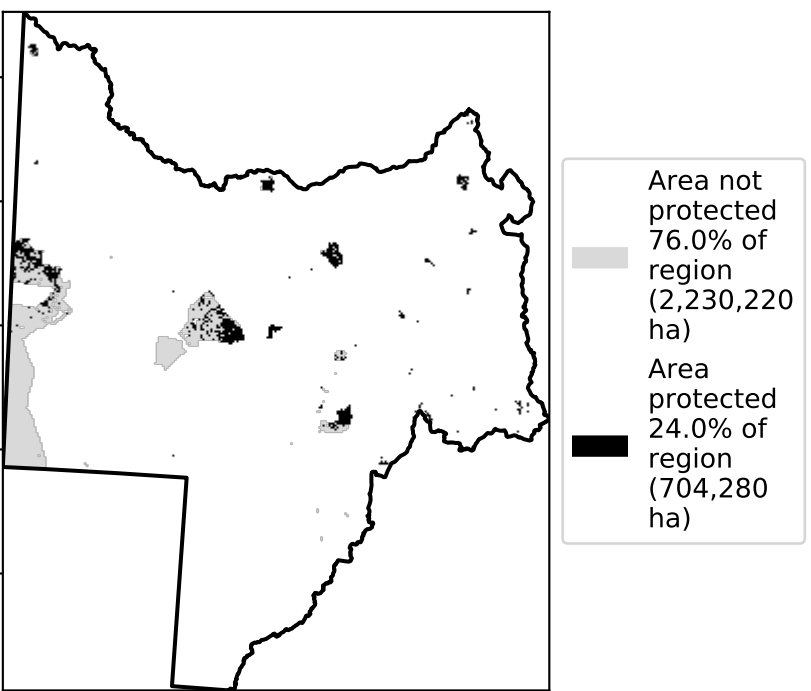 Area not
protected
76.0% of
region
(2,230,220
ha)
Area
protected
24.0% of
region
(704,280
ha)